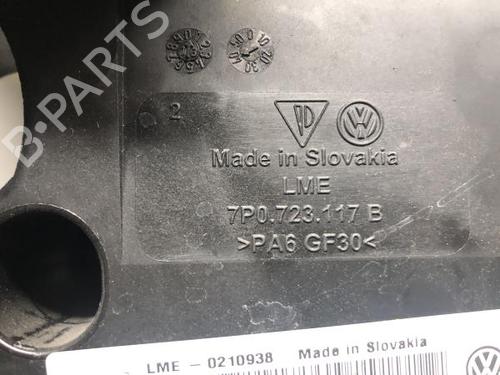 2
Made in Slovakia
LME
7P0.723.117 B
>PA6 GF30<
LME - 0210938 Made in Slovakia
B-Parts